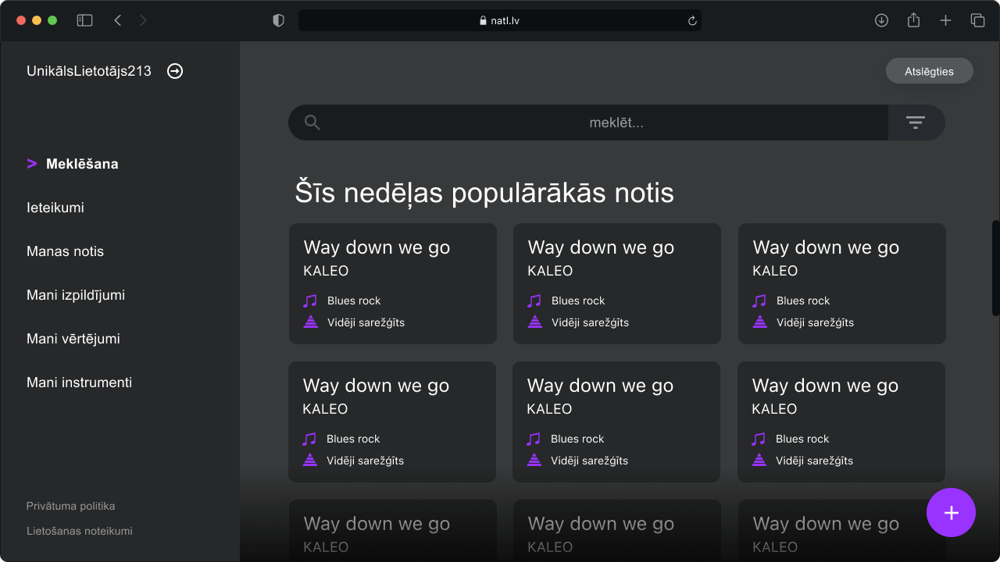 natl.lv
UnikālsLietotājs213
Atslēgties
meklēt...
> Meklēšana
Ieteikumi
Manas notis
Mani izpildījumi
Mani vērtējumi
Mani instrumenti
Privātuma politika
Lietošanas noteikumi
Šīs nedēļas populārākās notis
Way down we go
KALEO
Blues rock
Vidēji sarežģīts
Way down we go
KALEO
Blues rock
Vidēji sarežģīts
Way down we go
KALEO
Blues rock
Vidēji sarežģīts
Way down we go
KALEO
Blues rock
Vidēji sarežģīts
Way down we go
KALEO
Blues rock
Vidēji sarežģīts
Way down we go
KALEO
Blues rock
Vidēji sarežģīts
Way down we go
KALEO
Way down we go
KALEO
Way down we go
KALEO
+